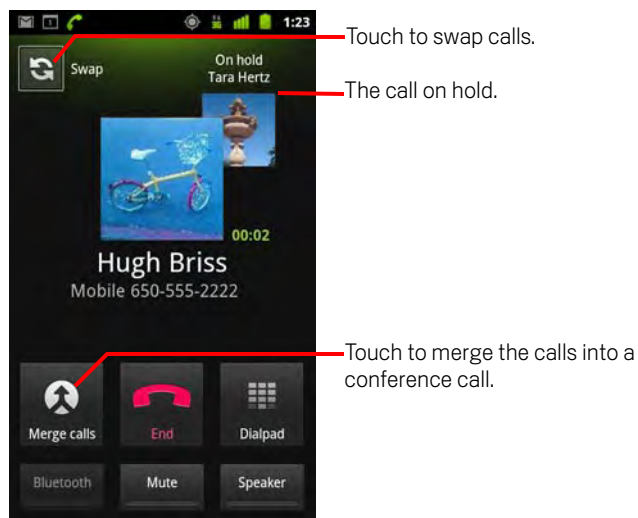 1:23
Swap
On hold
Tara Hertz
00:02
Hugh Briss
Mobile 650-555-2222
Merge calls
End
Dialpad
Bluetooth
Mute
Speaker
Touch to swap calls.
The call on hold.
Touch to merge the calls into a
conference call.